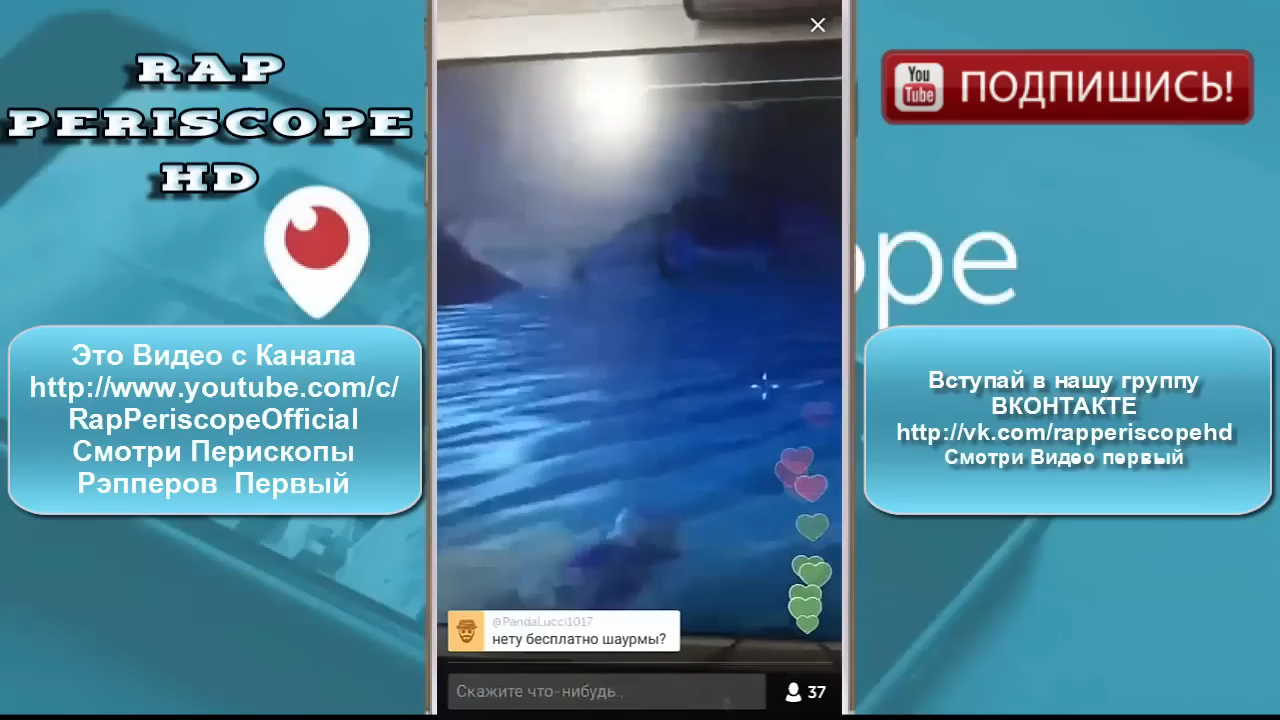 RAP
PERISCOPE
HD
Это Видео с Канала
http://www.youtube.com/c/
RapPeriscopeOfficial
Смотри Перископы
Рэпперов Первый
@PandaLucci1017
нету бесплатно шаурмы?
Скажите что-нибудь...
37
You
Tube
ПОДПИШИСЬ!
ope
Вступай в нашу группу
ВКОНТАКТЕ
http://vk.com/rapperiscopehd
Смотри Видео первый